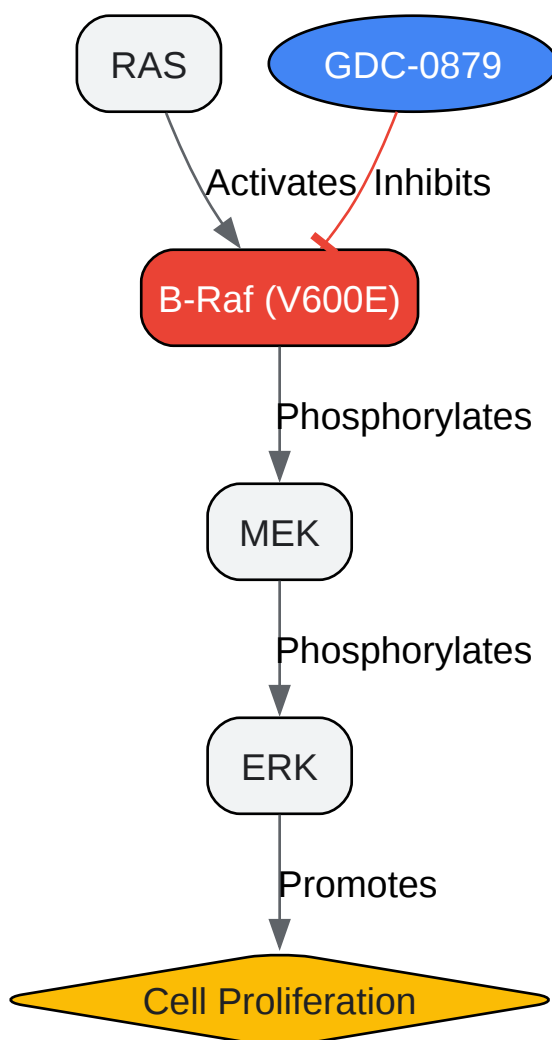 RAS
GDC-0879
Activates
Inhibits
B-Raf (V600E)
Phosphorylates
MEK
Phosphorylates
ERK
Promotes
Cell Proliferation